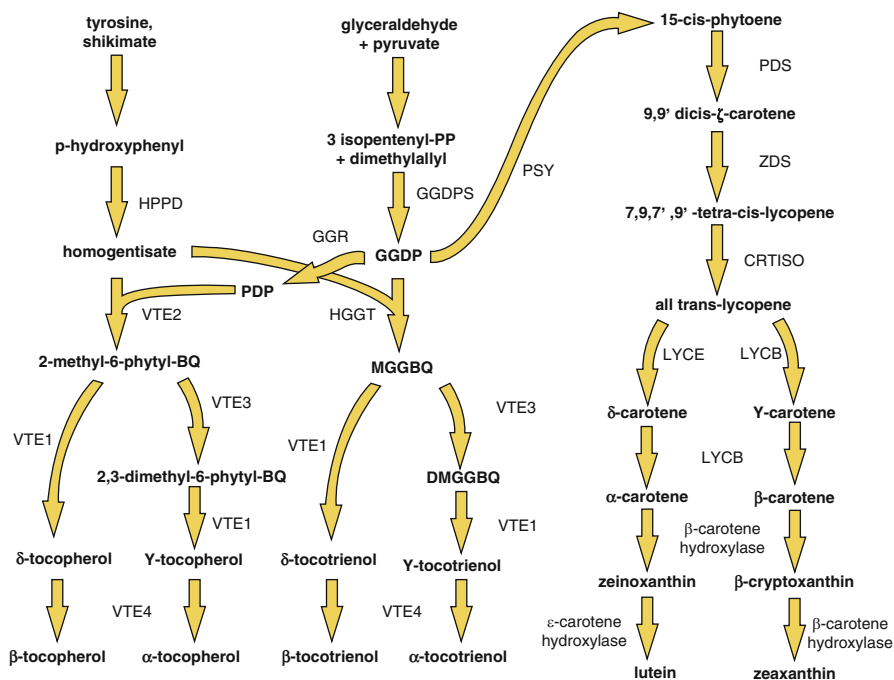 tyrosine,
shikimate
glyceraldehyde
+ pyruvate
15-cis-phytoene
PDS
9,9' dicis-ζ-carotene
p-hydroxyphenyl
3 isopentenyl-PP
+ dimethylallyl
ZDS
PSY
HPPD
GGDPS
7,9,7' ,9' -tetra-cis-lycopene
homogentisate
GGR
GGDP
CRTISO
PDP
VTE2
HGGT
all trans-lycopene
2-methyl-6-phytyl-BQ
MGGBQ
LYCE
LYCB
VTE1
VTE3
VTE1
VTE3
δ-carotene
Υ-carotene
LYCB
2,3-dimethyl-6-phytyl-BQ
DMGGBQ
α-carotene
β-carotene
VTE1
VTE1
β-carotene
hydroxylase
δ-tocopherol
Υ-tocopherol
δ-tocotrienol
Υ-tocotrienol
zeinoxanthin
β-cryptoxanthin
VTE4
VTE4
ε-carotene
hydroxylase
β-carotene
hydroxylase
β-tocopherol
α-tocopherol
β-tocotrienol
α-tocotrienol
lutein
zeaxanthin